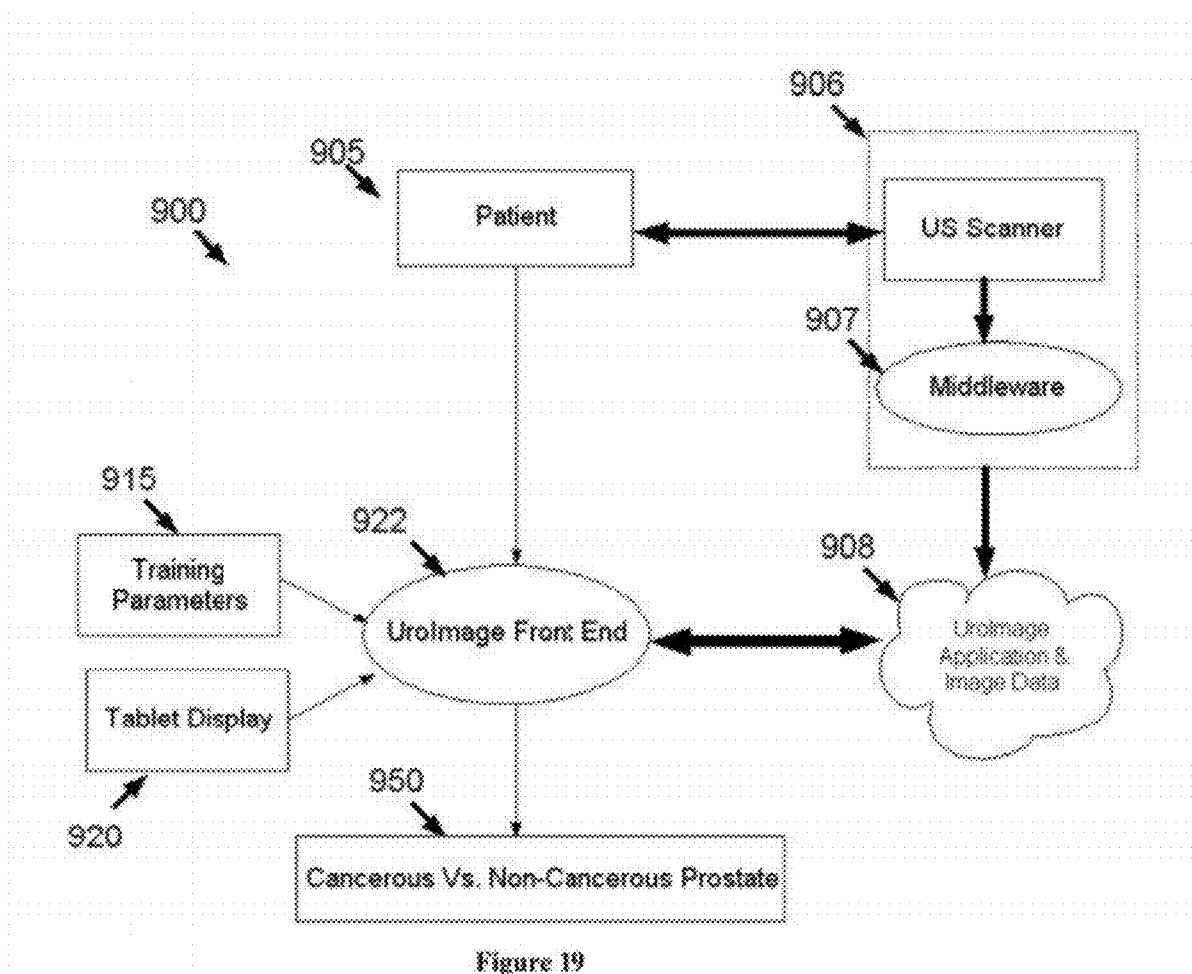 906
905
Patient
900
US Scanner
907
Middleware
915
922
908
Training
Parameters
UroImage Front End
UroImage
Application &
Image Data
Tablet Display
920
950
Cancerous Vs. Non-Cancerous Prostate
Figure 19